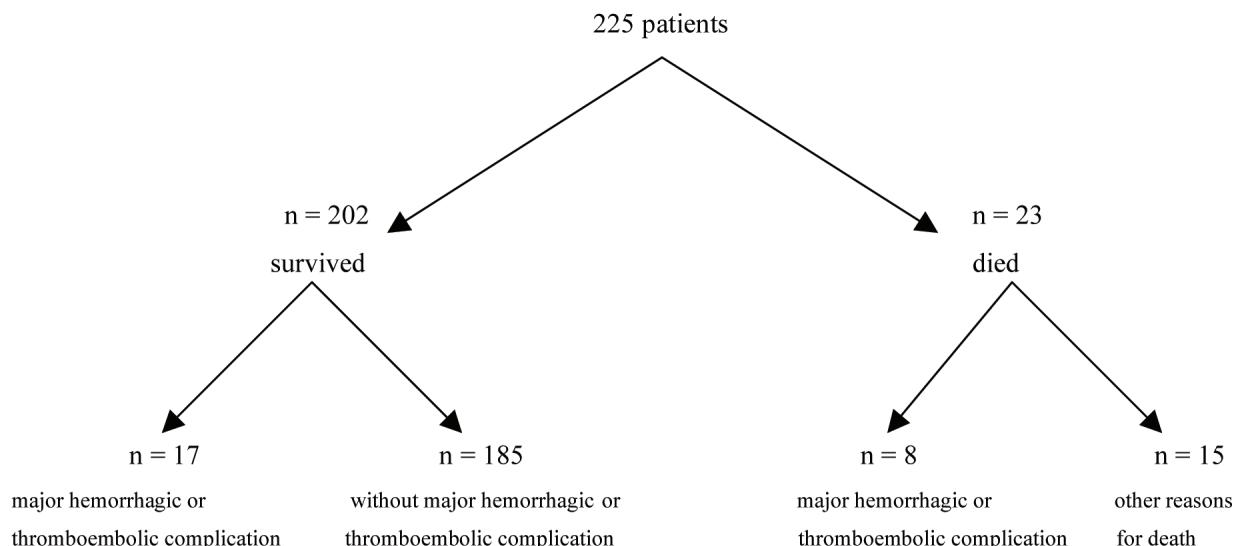 225 patients
n = 202
n = 23
survived
died
n = 17
n = 185
n = 8
n = 15
major hemorrhagic or
thromboembolic complication
without major hemorrhagic or
thromboembolic complication
major hemorrhagic or
thromboembolic complication
other reasons
for death